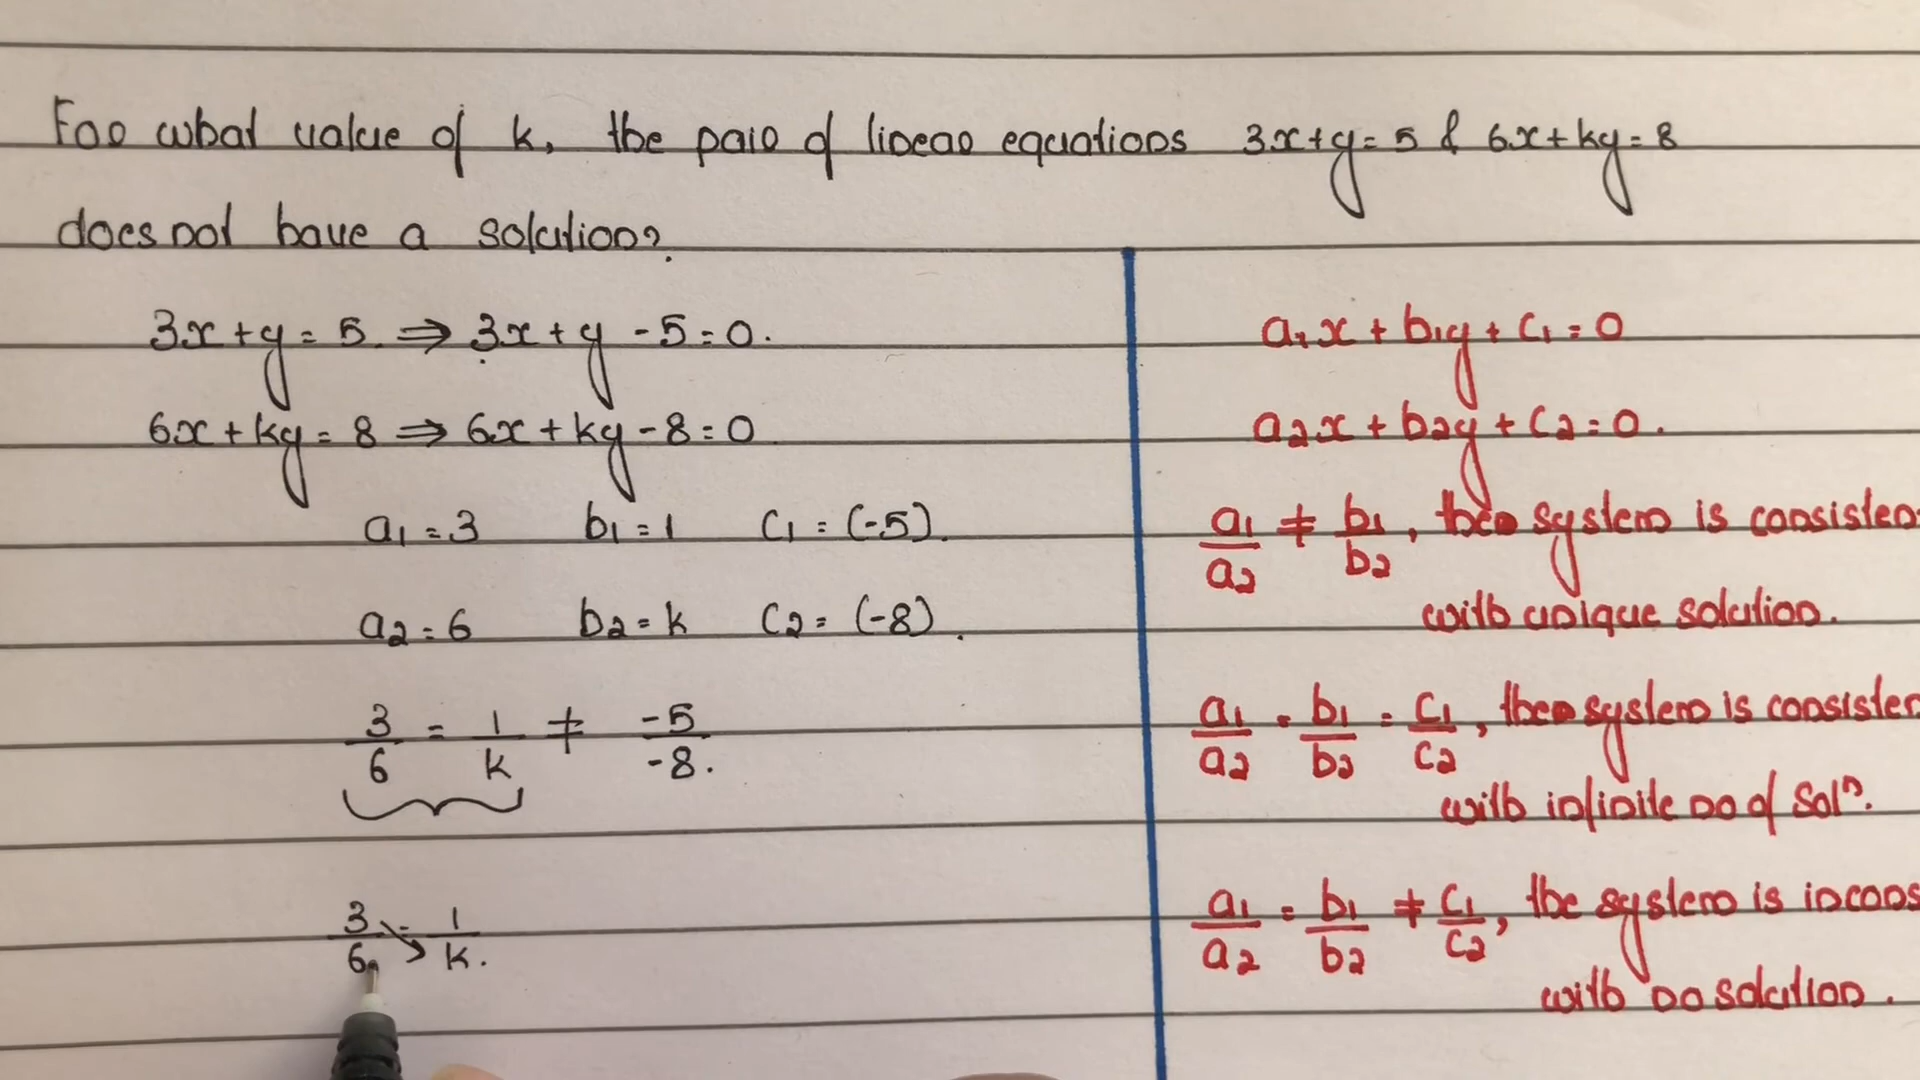 For what value of k, the pair of linear equations 3x+y=5 & 6x+ky=8
does not have a solution?
3x+y=5. ⇒ 3x+y-5=0.
6x+ky=8 ⇒ 6x+ky-8=0
a₁=3 b₁=1 c₁=(-5).
a₂=6 b₂=k c₂=(-8).
3/6 = 1/k ≠ -5/-8.
3/6 = 1/k.
a₁x+b₁y+c₁=0
a₂x+b₂y+c₂=0.
a₁/a₂ ≠ b₁/b₂, then system is consisten
with unique solution.
a₁/a₂ = b₁/b₂ = c₁/c₂, then system is consisten
with infinite no of Solⁿ.
a₁/a₂ = b₁/b₂ ≠ c₁/c₂, the system is incons
with no solution.